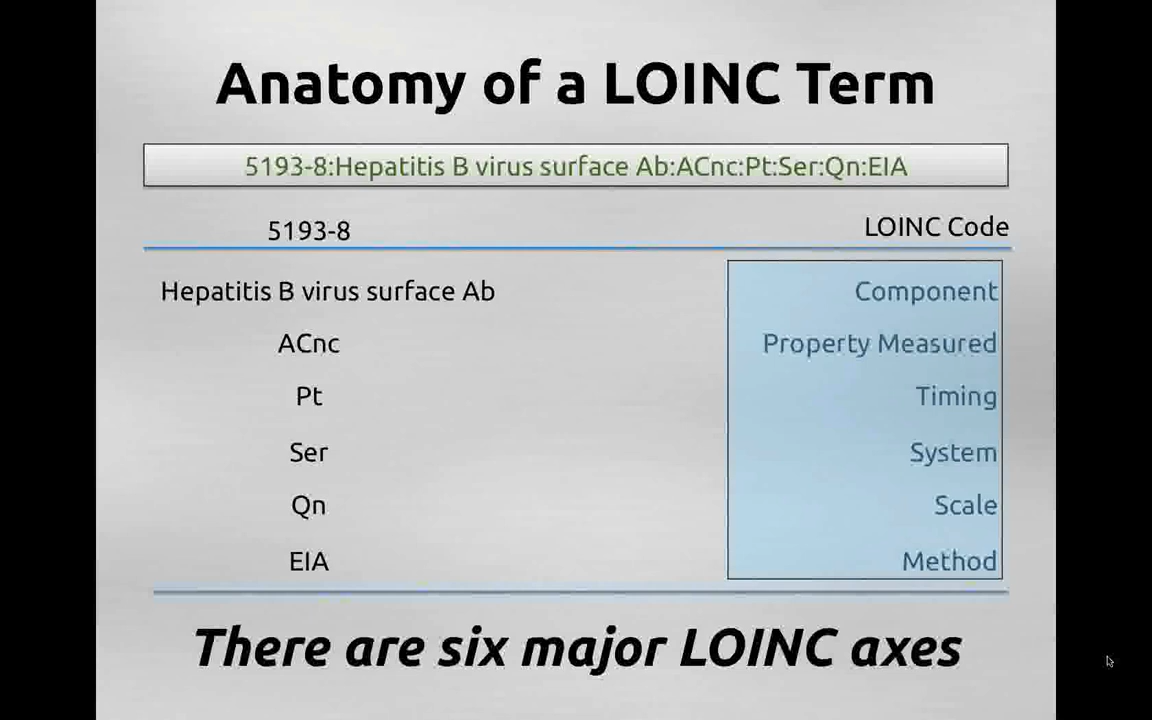 Anatomy of a LOINC Term
5193-8:Hepatitis B virus surface Ab:ACnc:Pt:Ser:Qn:EIA
5193-8 LOINC Code
Hepatitis B virus surface Ab Component
ACnc Property Measured
Pt Timing
Ser System
Qn Scale
EIA Method
There are six major LOINC axes